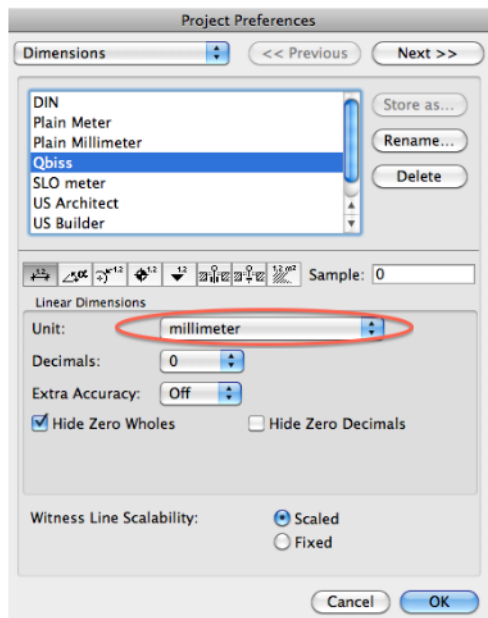 Project Preferences
Dimensions << Previous Next >>
DIN
Plain Meter
Plain Millimeter
Qbiss
SLO meter
US Architect
US Builder
Store as...
Rename...
Delete
Sample: 0
Linear Dimensions
Unit: millimeter
Decimals: 0
Extra Accuracy: Off
Hide Zero Wholes Hide Zero Decimals
Witness Line Scalability: Scaled
Fixed
Cancel OK